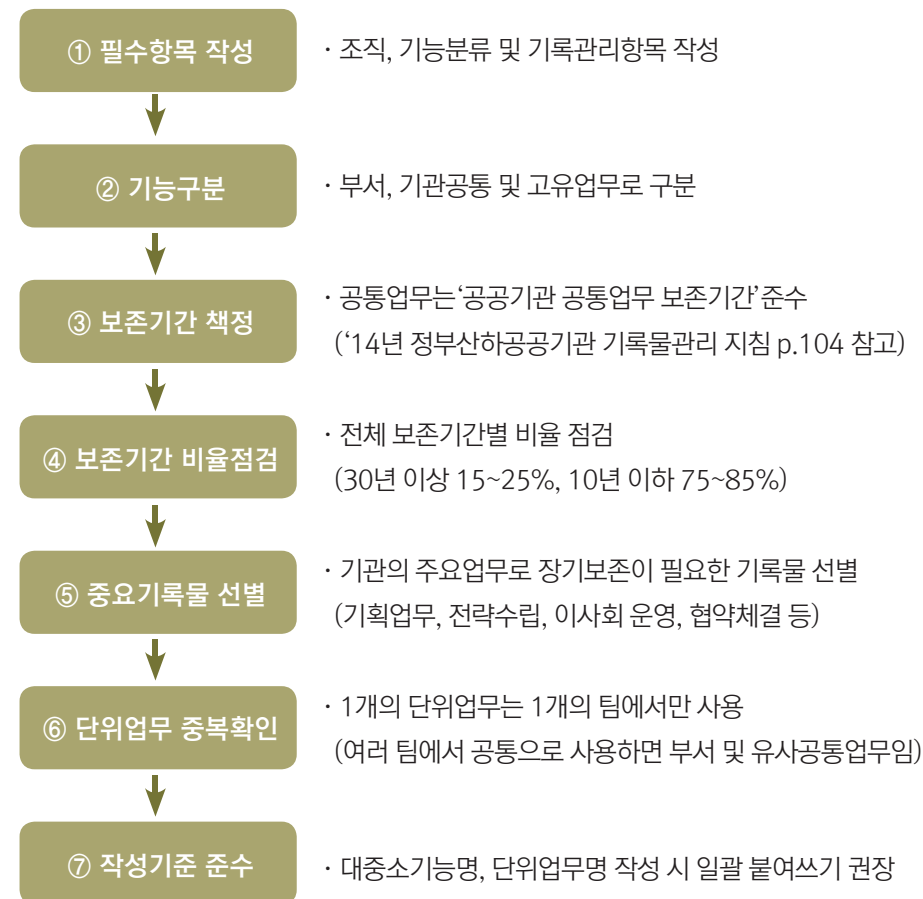 ① 필수항목 작성
· 조직, 기능분류 및 기록관리항목 작성
② 기능구분
· 부서, 기관공통 및 고유업무로 구분
③ 보존기간 책정
· 공통업무는‘공공기관 공통업무 보존기간’준수
(‘14년 정부산하공공기관 기록물관리 지침 p.104 참고)
④ 보존기간 비율점검
· 전체 보존기간별 비율 점검
(30년 이상 15~25%, 10년 이하 75~85%)
⑤ 중요기록물 선별
· 기관의 주요업무로 장기보존이 필요한 기록물 선별
(기획업무, 전략수립, 이사회 운영, 협약체결 등)
⑥ 단위업무 중복확인
· 1개의 단위업무는 1개의 팀에서만 사용
(여러 팀에서 공통으로 사용하면 부서 및 유사공통업무임)
⑦ 작성기준 준수
· 대중소기능명, 단위업무명 작성 시 일괄 붙여쓰기 권장